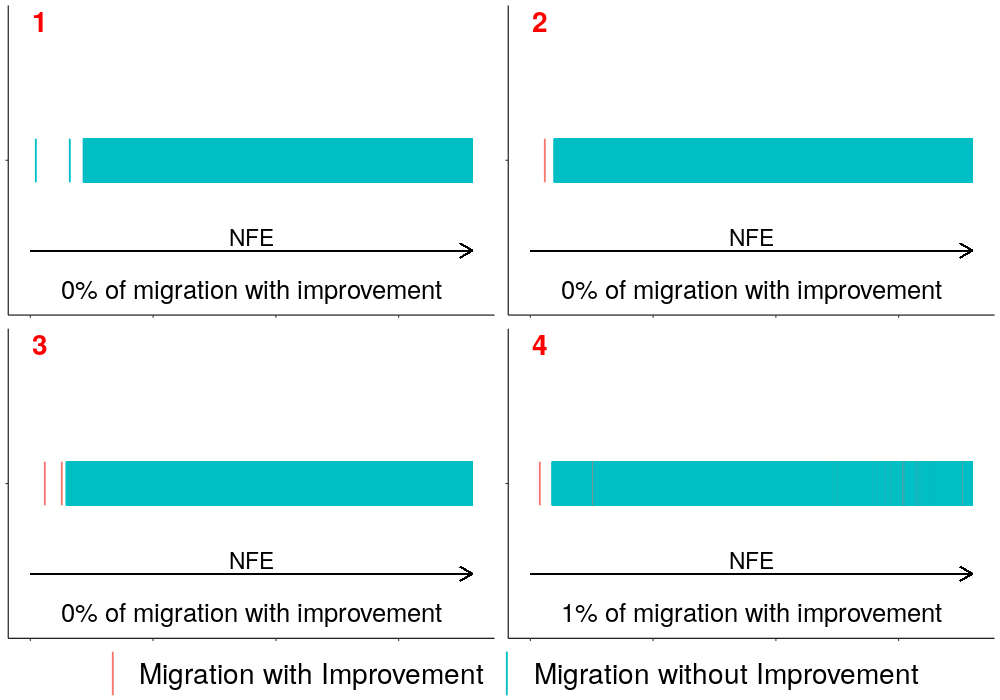 1
NFE
0% of migration with improvement
2
NFE
0% of migration with improvement
3
NFE
0% of migration with improvement
4
NFE
1% of migration with improvement
Migration with Improvement
Migration without Improvement